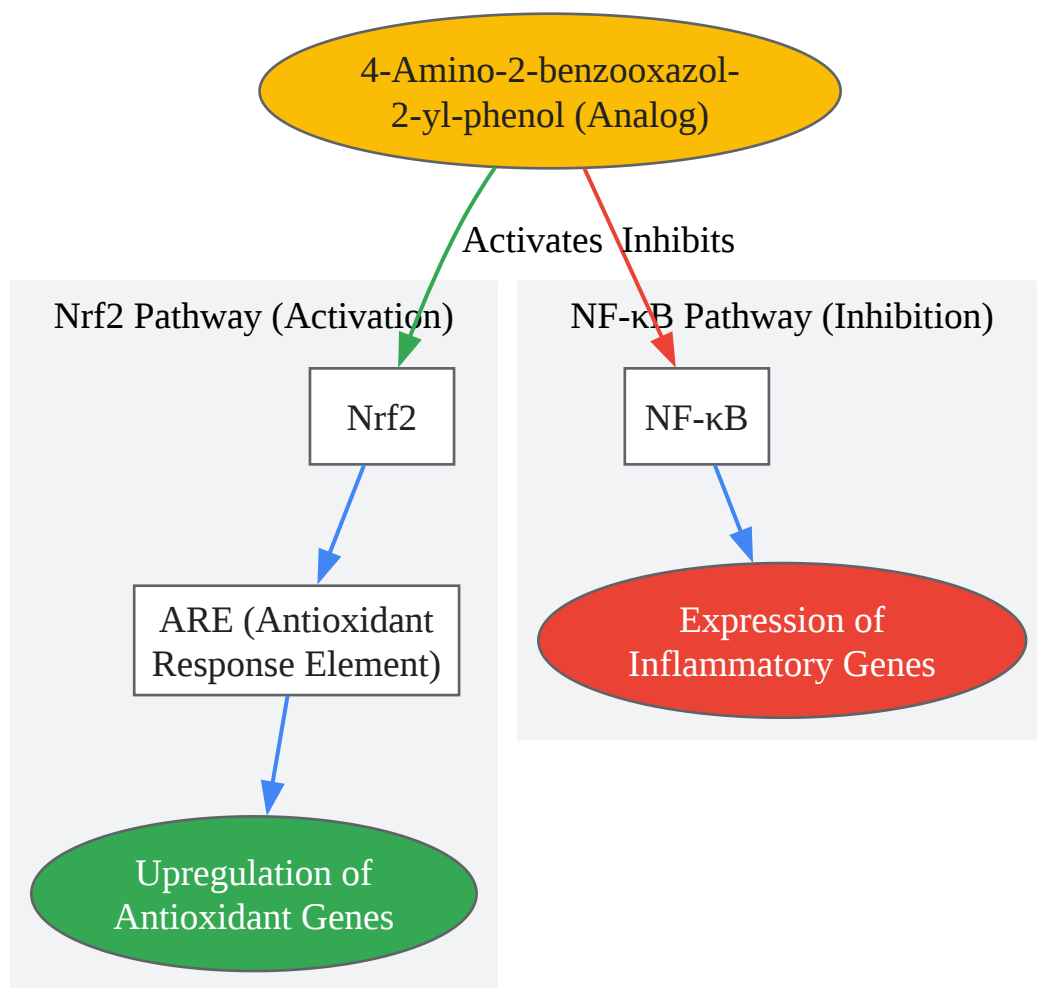 4-Amino-2-benzooxazol-
2-yl-phenol (Analog)
Activates
Inhibits
Nrf2 Pathway (Activation)
Nrf2
ARE (Antioxidant
Response Element)
Upregulation of
Antioxidant Genes
NF-κB Pathway (Inhibition)
NF-κB
Expression of
Inflammatory Genes